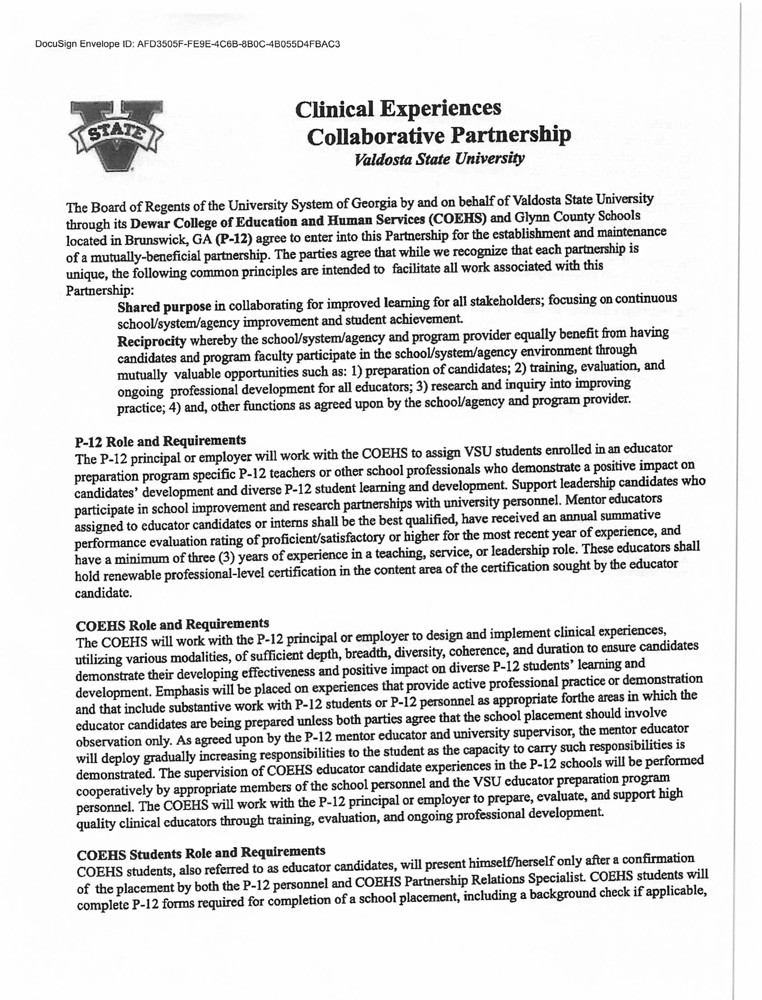 DocuSign Envelope ID: AFD3505F-FE9E-4C6B-8B0C-4B055D4FBAC3
STATE
Clinical Experiences
Collaborative Partnership
Valdosta State University
The Board of Regents of the University System of Georgia by and on behalf of Valdosta State University
through its Dewar College of Education and Human Services (COEHS) and Glynn County Schools
located in Brunswick, GA (P-12) agree to enter into this Partnership for the establishment and maintenance
of a mutually-beneficial partnership. The parties agree that while we recognize that each partnership is
unique, the following common principles are intended to facilitate all work associated with this
Partnership:
Shared purpose in collaborating for improved learning for all stakeholders; focusing on continuous
school/system/agency improvement and student achievement.
Reciprocity whereby the school/system/agency and program provider equally benefit from having
candidates and program faculty participate in the school/system/agency environment through
mutually valuable opportunities such as: 1) preparation of candidates; 2) training, evaluation, and
ongoing professional development for all educators; 3) research and inquiry into improving
practice; 4) and, other functions as agreed upon by the school/agency and program provider.
P-12 Role and Requirements
The P-12 principal or employer will work with the COEHS to assign VSU students enrolled in an educator
preparation program specific P-12 teachers or other school professionals who demonstrate a positive impact on
candidates' development and diverse P-12 student learning and development. Support leadership candidates who
participate in school improvement and research partnerships with university personnel. Mentor educators
assigned to educator candidates or interns shall be the best qualified, have received an annual summative
performance evaluation rating of proficient/satisfactory or higher for the most recent year of experience, and
have a minimum of three (3) years of experience in a teaching, service, or leadership role. These educators shall
hold renewable professional-level certification in the content area of the certification sought by the educator
candidate.
COEHS Role and Requirements
The COEHS will work with the P-12 principal or employer to design and implement clinical experiences,
utilizing various modalities, of sufficient depth, breadth, diversity, coherence, and duration to ensure candidates
demonstrate their developing effectiveness and positive impact on diverse P-12 students' learning and
development. Emphasis will be placed on experiences that provide active professional practice or demonstration
and that include substantive work with P-12 students or P-12 personnel as appropriate forthe areas in which the
educator candidates are being prepared unless both parties agree that the school placement should involve
observation only. As agreed upon by the P-12 mentor educator and university supervisor, the mentor educator
will deploy gradually increasing responsibilities to the student as the capacity to carry such responsibilities is
demonstrated. The supervision of COEHS educator candidate experiences in the P-12 schools will be performed
cooperatively by appropriate members of the school personnel and the VSU educator preparation program
personnel. The COEHS will work with the P-12 principal or employer to prepare, evaluate, and support high
quality clinical educators through training, evaluation, and ongoing professional development.
COEHS Students Role and Requirements
COEHS students, also referred to as educator candidates, will present himself/herself only after a confirmation
of the placement by both the P-12 personnel and COEHS Partnership Relations Specialist. COEHS students will
complete P-12 forms required for completion of a school placement, including a background check if applicable,